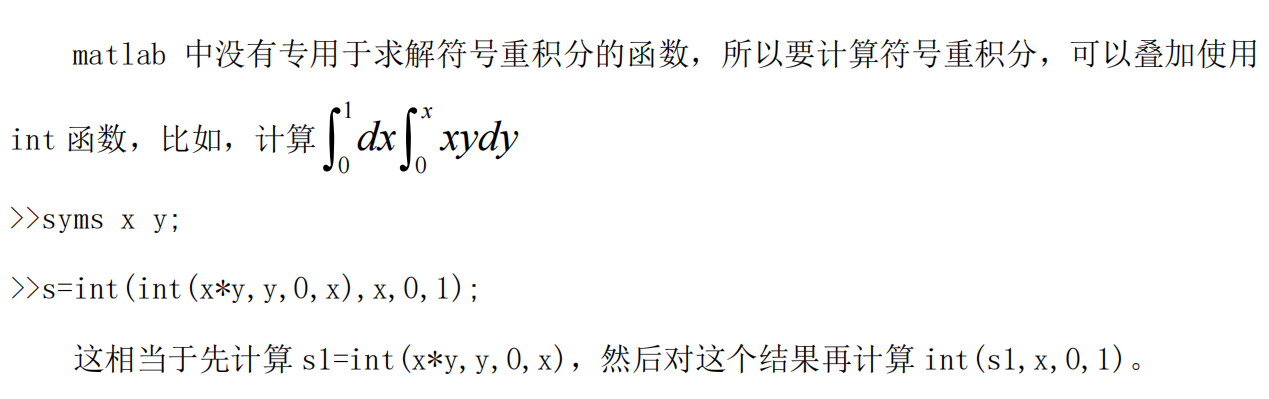 matlab 中没有专用于求解符号重积分的函数，所以要计算符号重积分，可以叠加使用
int 函数，比如，计算∫₀¹dx∫₀ˣxydy
>>syms x y;
>>s=int(int(x*y,y,0,x),x,0,1);
这相当于先计算 s1=int(x*y,y,0,x)，然后对这个结果再计算 int(s1,x,0,1)。